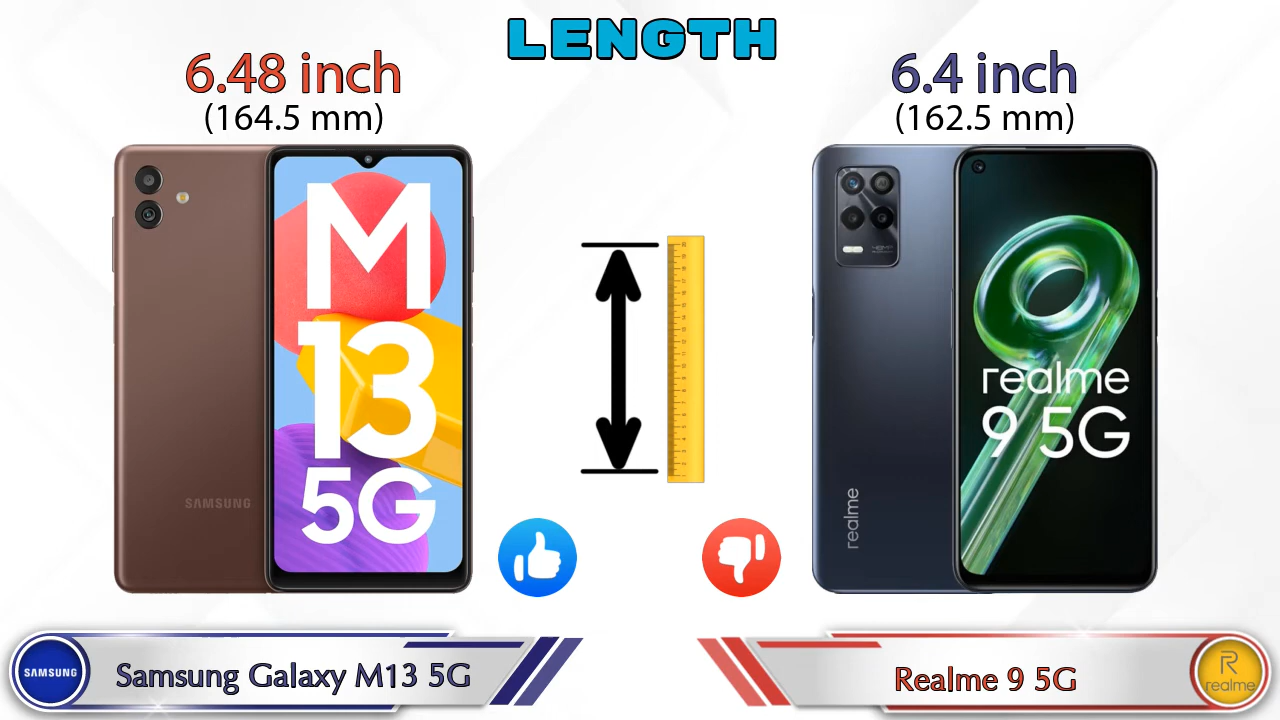 LENGTH
6.48 inch
(164.5 mm)
6.4 inch
(162.5 mm)
M
13
5G
SAMSUNG
48MP
realme
9 5G
realme
SAMSUNG
Samsung Galaxy M13 5G
Realme 9 5G
R
realme